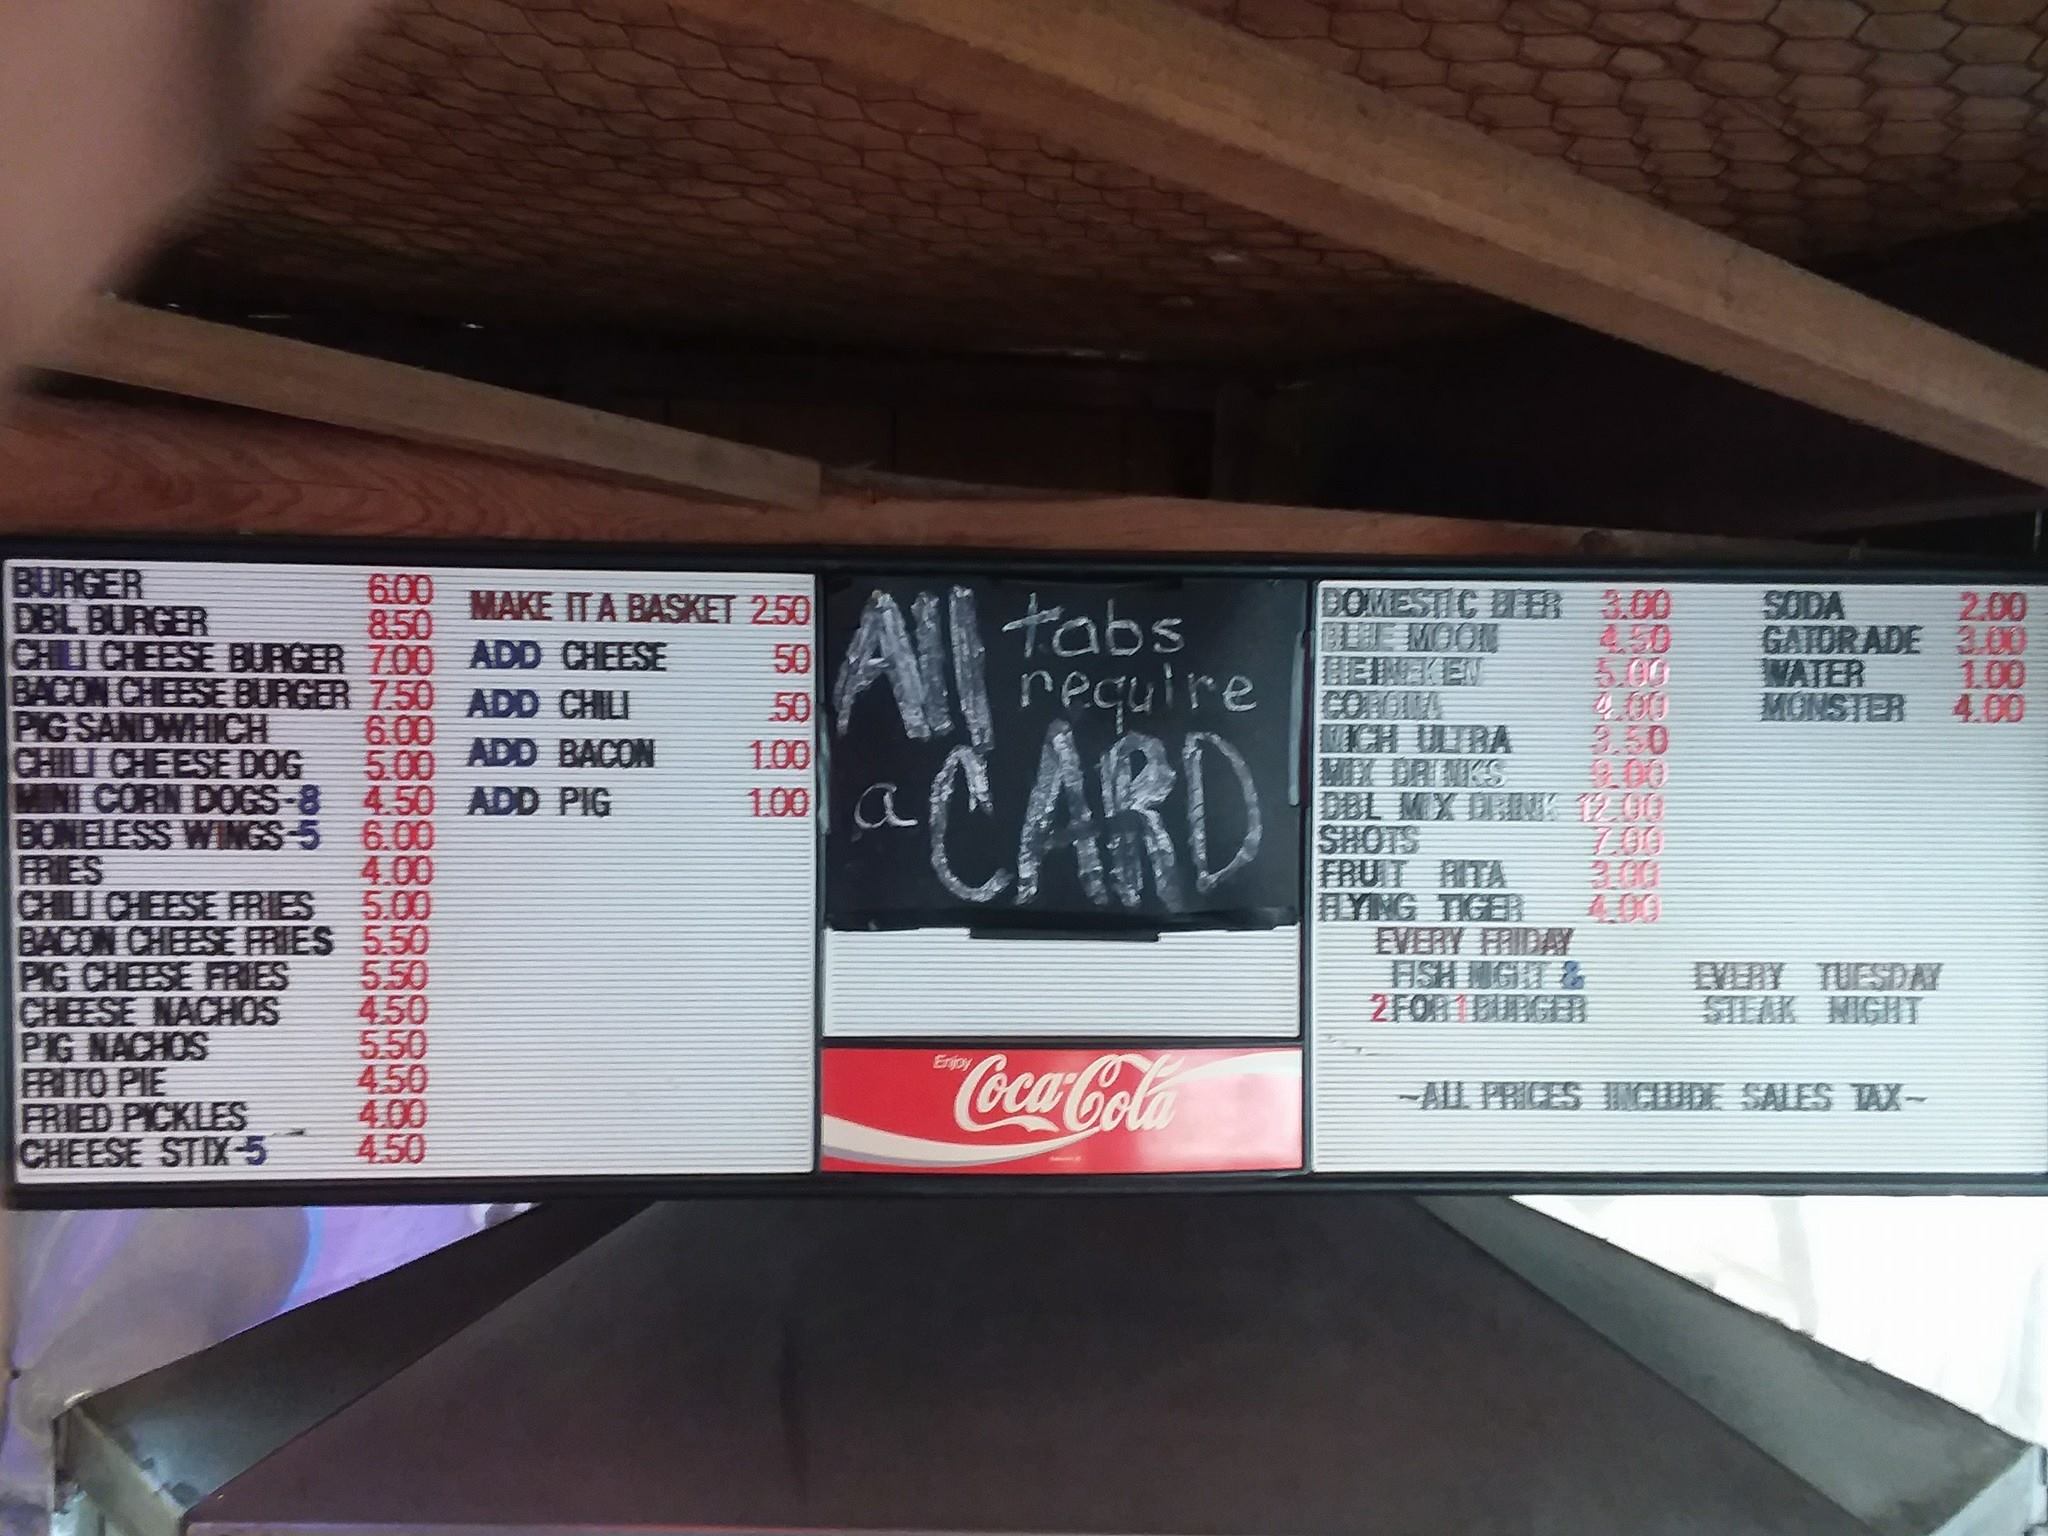 BURGER 6.00
DBL BURGER 8.50
CHILI CHEESE BURGER 7.00
BACON CHEESE BURGER 7.50
PIG SANDWHICH 6.00
CHILI CHEESE DOG 5.00
MINI CORN DOGS-8 4.50
BONELESS WINGS-5 6.00
FRIES 4.00
CHILI CHEESE FRIES 5.00
BACON CHEESE FRIES 5.50
PIG CHEESE FRIES 5.50
CHEESE NACHOS 4.50
PIG NACHOS 5.50
FRITO PIE 4.50
FRIED PICKLES 4.00
CHEESE STIX-5 4.50
MAKE IT A BASKET 2.50
ADD CHEESE 50
ADD CHILI .50
ADD BACON 1.00
ADD PIG 1.00
All tabs
require
a CARD
Enjoy
Coca-Cola
DOMESTIC BEER 3.00
BLUE MOON 4.50
HEINEKEN 5.00
CORONA 4.00
MICH ULTRA 3.50
MIX DRINKS 9.00
DBL MIX DRINK 12.00
SHOTS 7.00
FRUIT RITA 3.00
FLYING TIGER 4.00
SODA 2.00
GATORADE 3.00
WATER 1.00
MONSTER 4.00
EVERY FRIDAY
FISH NIGHT &
2 FOR 1 BURGER
EVERY TUESDAY
STEAK NIGHT
~ALL PRICES INCLUDE SALES TAX~